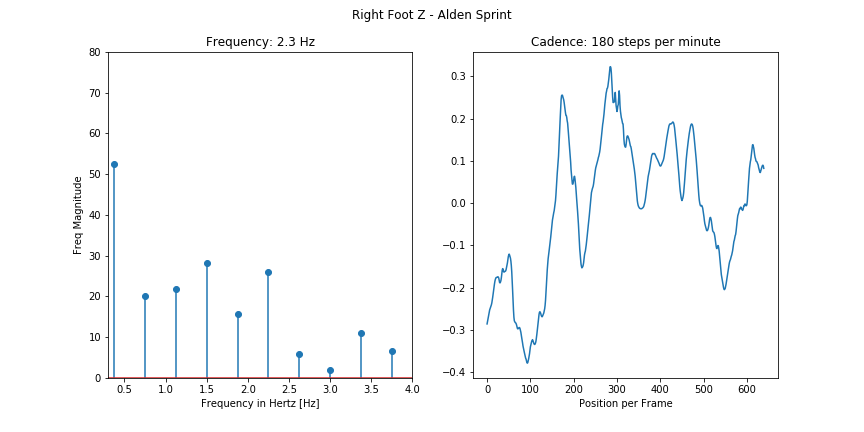 Right Foot Z - Alden Sprint
Frequency: 2.3 Hz
80
70
60
50
40
30
20
10
0
Freq Magnitude
0.5 1.0 1.5 2.0 2.5 3.0 3.5 4.0
Frequency in Hertz [Hz]
Cadence: 180 steps per minute
0.3
0.2
0.1
0.0
−0.1
−0.2
−0.3
−0.4
0 100 200 300 400 500 600
Position per Frame